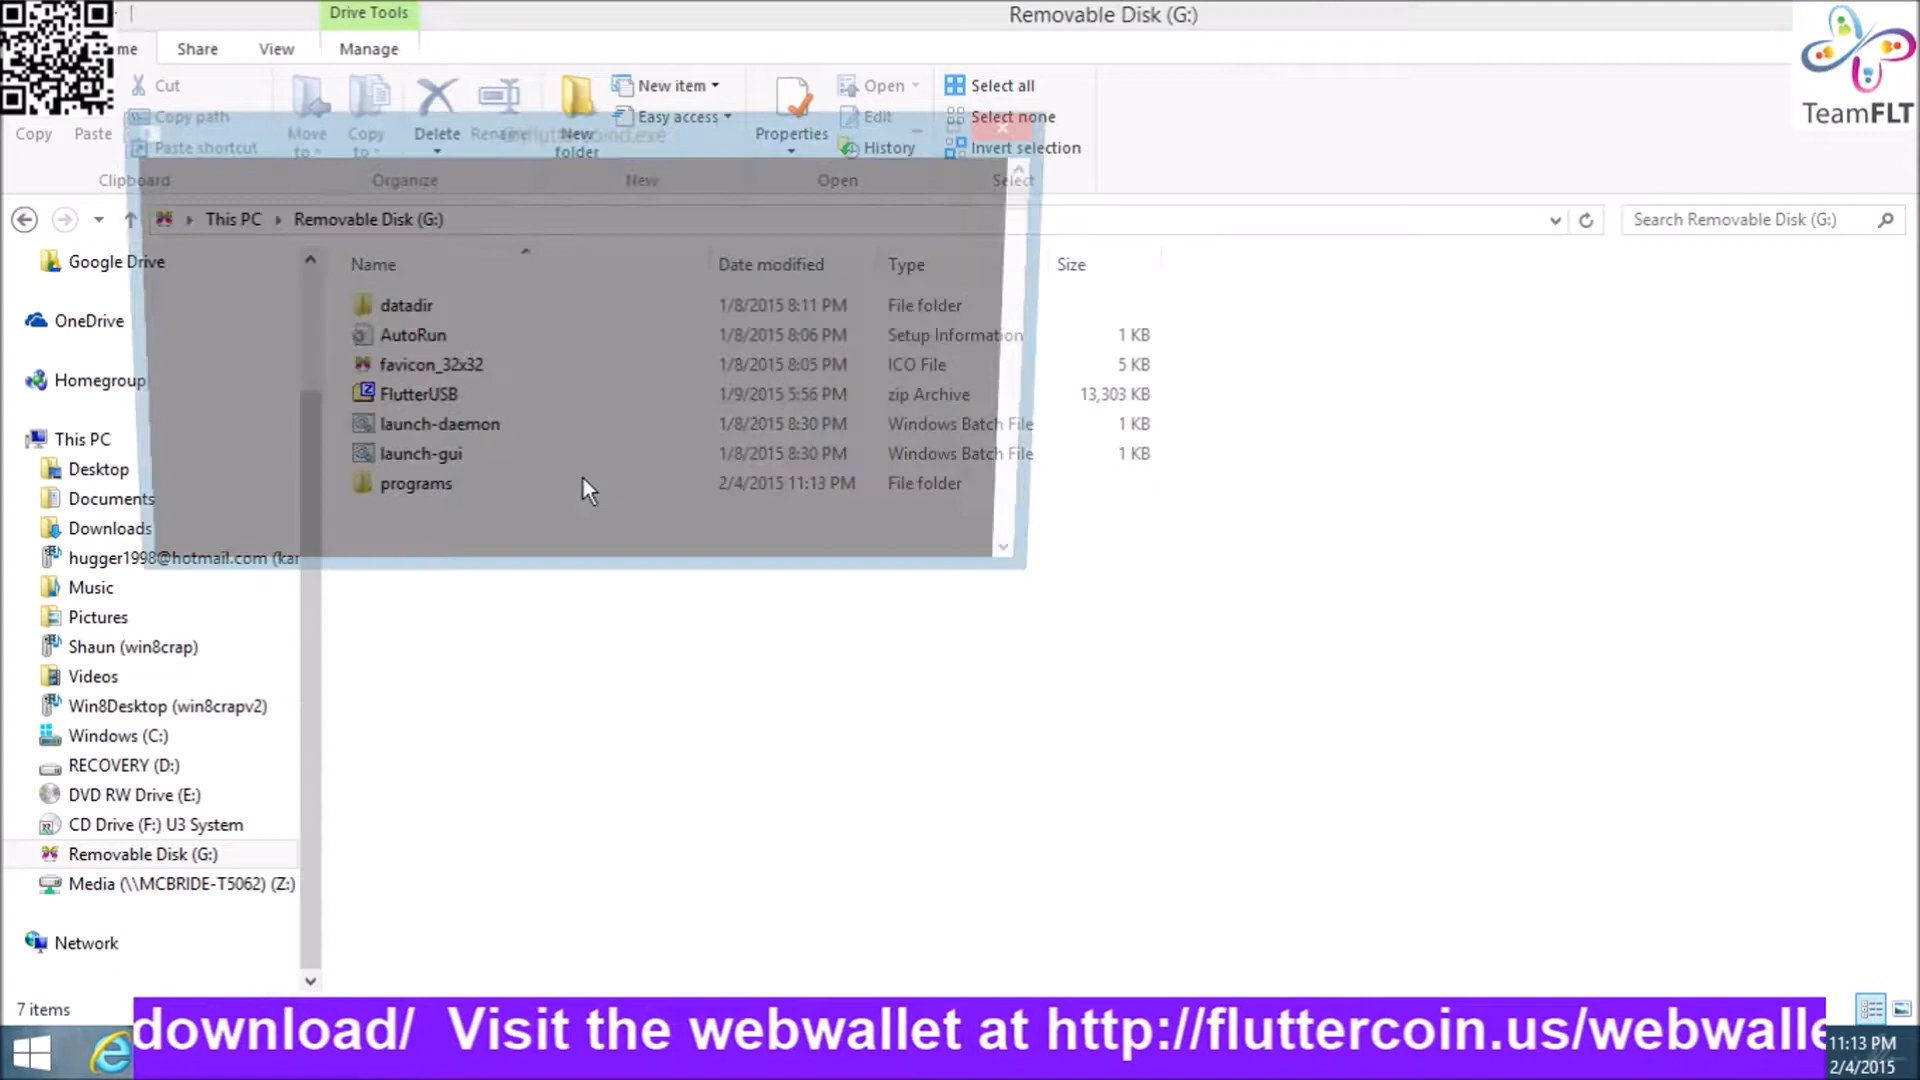 Drive Tools
Removable Disk (G:)
me
Share
View
Manage
TeamFLT
Cut
Copy path
Paste shortcut
Copy
Paste
Clipboard
Move to
Copy to
Delete
Rename
Organize
New folder
New item
Easy access
New
Properties
Open
Edit
History
Open
Select all
Select none
Invert selection
Select
This PC
Removable Disk (G:)
Search Removable Disk (G:)
Google Drive
OneDrive
Homegroup
This PC
Desktop
Documents
Downloads
hugger1998@hotmail.com (kar
Music
Pictures
Shaun (win8crap)
Videos
Win8Desktop (win8crapv2)
Windows (C:)
RECOVERY (D:)
DVD RW Drive (E:)
CD Drive (F:) U3 System
Removable Disk (G:)
Media (\\MCBRIDE-T5062) (Z:)
Network
Name Date modified Type Size
datadir 1/8/2015 8:11 PM File folder
AutoRun 1/8/2015 8:06 PM Setup Information 1 KB
favicon_32x32 1/8/2015 8:05 PM ICO File 5 KB
FlutterUSB 1/9/2015 5:56 PM zip Archive 13,303 KB
launch-daemon 1/8/2015 8:30 PM Windows Batch File 1 KB
launch-gui 1/8/2015 8:30 PM Windows Batch File 1 KB
programs 2/4/2015 11:13 PM File folder
7 items
download/ Visit the webwallet at http://fluttercoin.us/webwalle
11:13 PM
2/4/2015